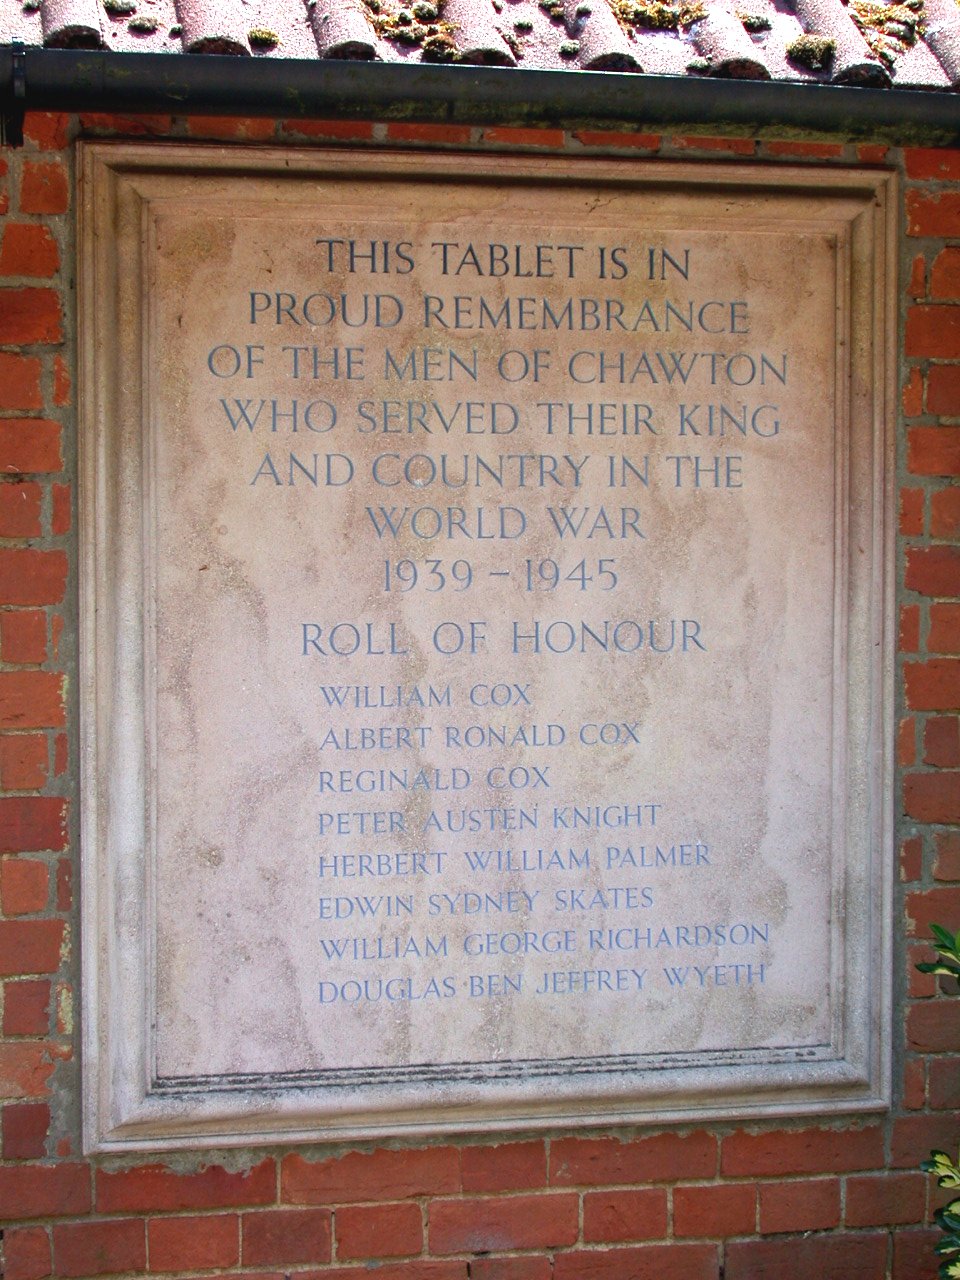 THIS TABLET IS IN
PROUD REMEMBRANCE
OF THE MEN OF CHAWTON
WHO SERVED THEIR KING
AND COUNTRY IN THE
WORLD WAR
1939 – 1945
ROLL OF HONOUR
WILLIAM COX
ALBERT RONALD COX
REGINALD COX
PETER AUSTEN KNIGHT
HERBERT WILLIAM PALMER
EDWIN SYDNEY SKATES
WILLIAM GEORGE RICHARDSON
DOUGLAS BEN JEFFREY WYETH